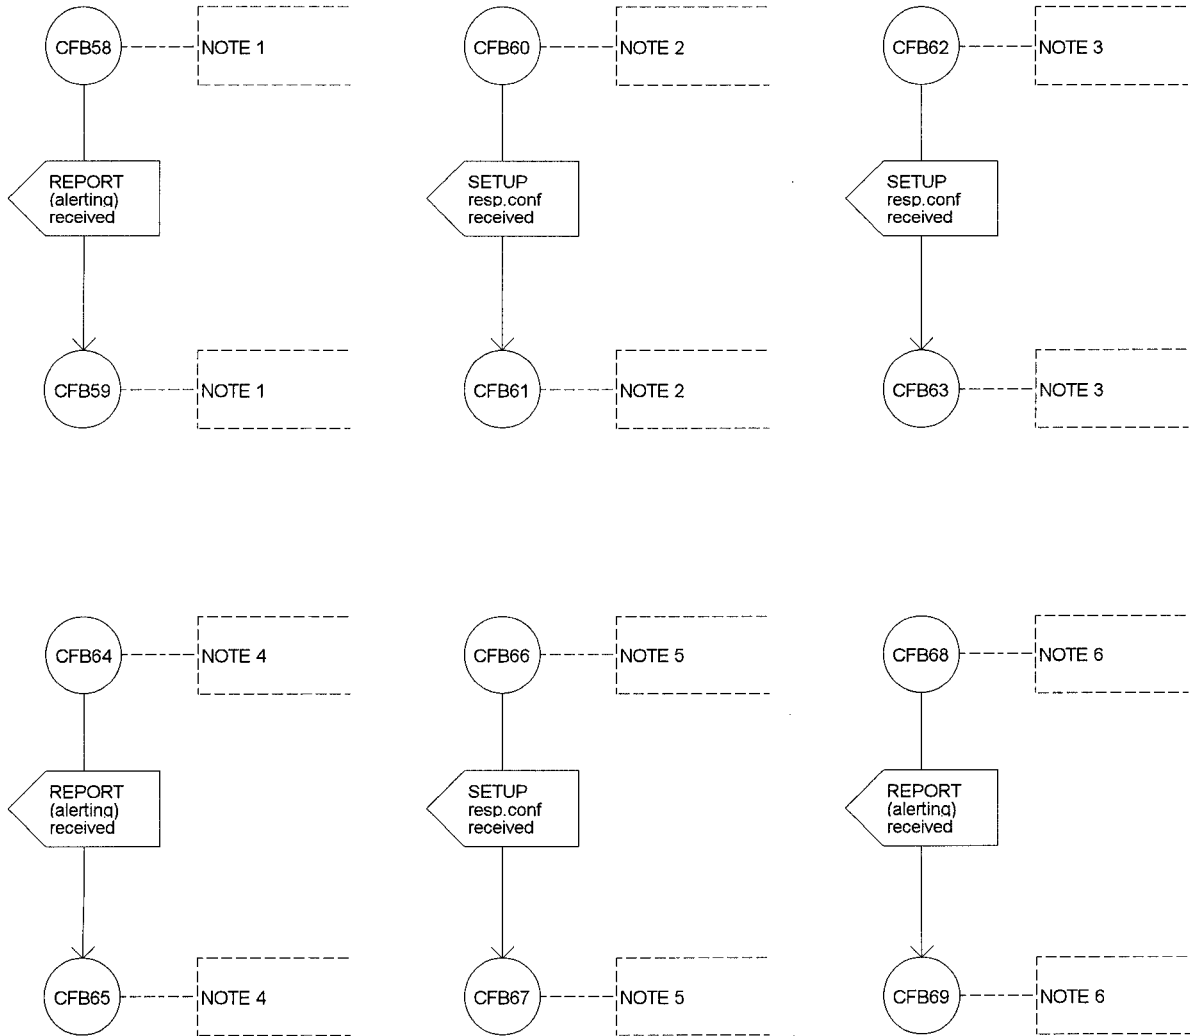 CFB58
NOTE 1
CFB60
NOTE 2
CFB62
NOTE 3
REPORT
(alerting)
received
SETUP
resp.conf
received
SETUP
resp.conf
received
CFB59
NOTE 1
CFB61
NOTE 2
CFB63
NOTE 3
CFB64
NOTE 4
CFB66
NOTE 5
CFB68
NOTE 6
REPORT
(alerting)
received
SETUP
resp.conf
received
REPORT
(alerting)
received
CFB65
NOTE 4
CFB67
NOTE 5
CFB69
NOTE 6